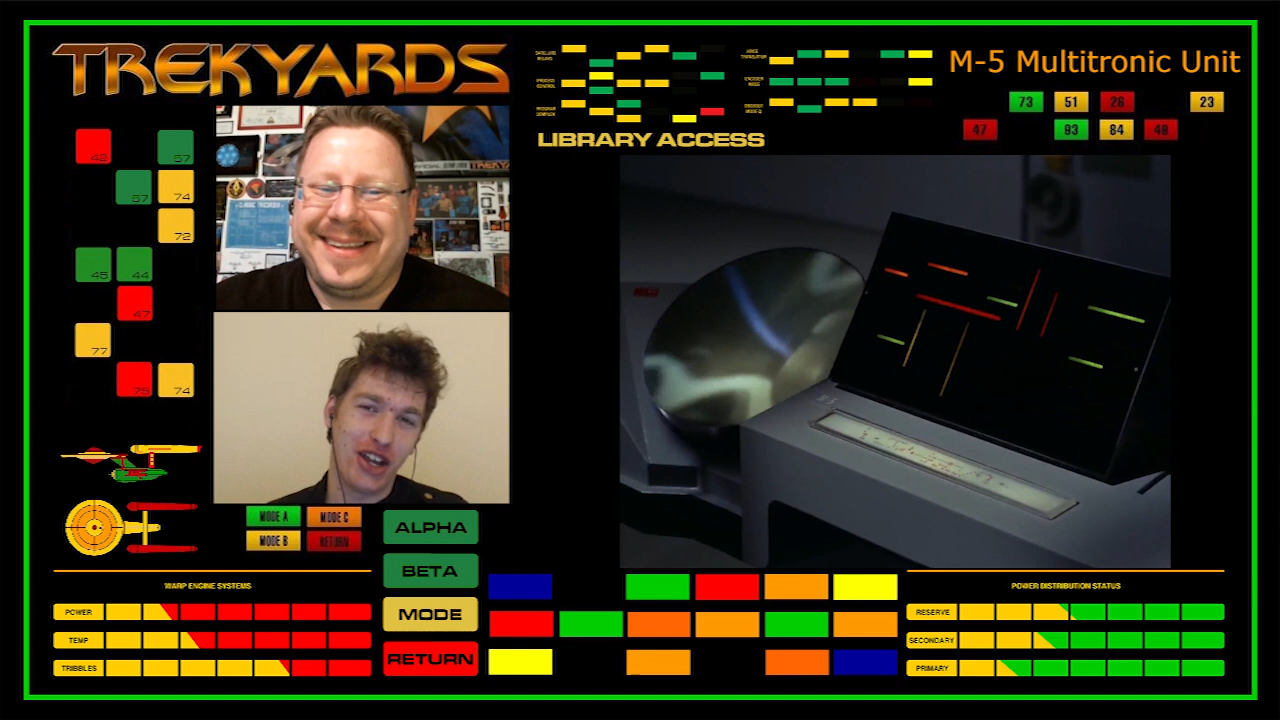 TREKYARDS
M-5 Multitronic Unit
73 51 26 23
47 93 84 49
LIBRARY ACCESS
42 57
57 74
72
45 44
47
77
75 74
MODE A MODE C
MODE B RETURN
ALPHA
BETA
MODE
RETURN
WARP ENGINE SYSTEMS
POWER
TEMP
TRIBBLES
POWER DISTRIBUTION STATUS
RESERVE
SECONDARY
PRIMARY